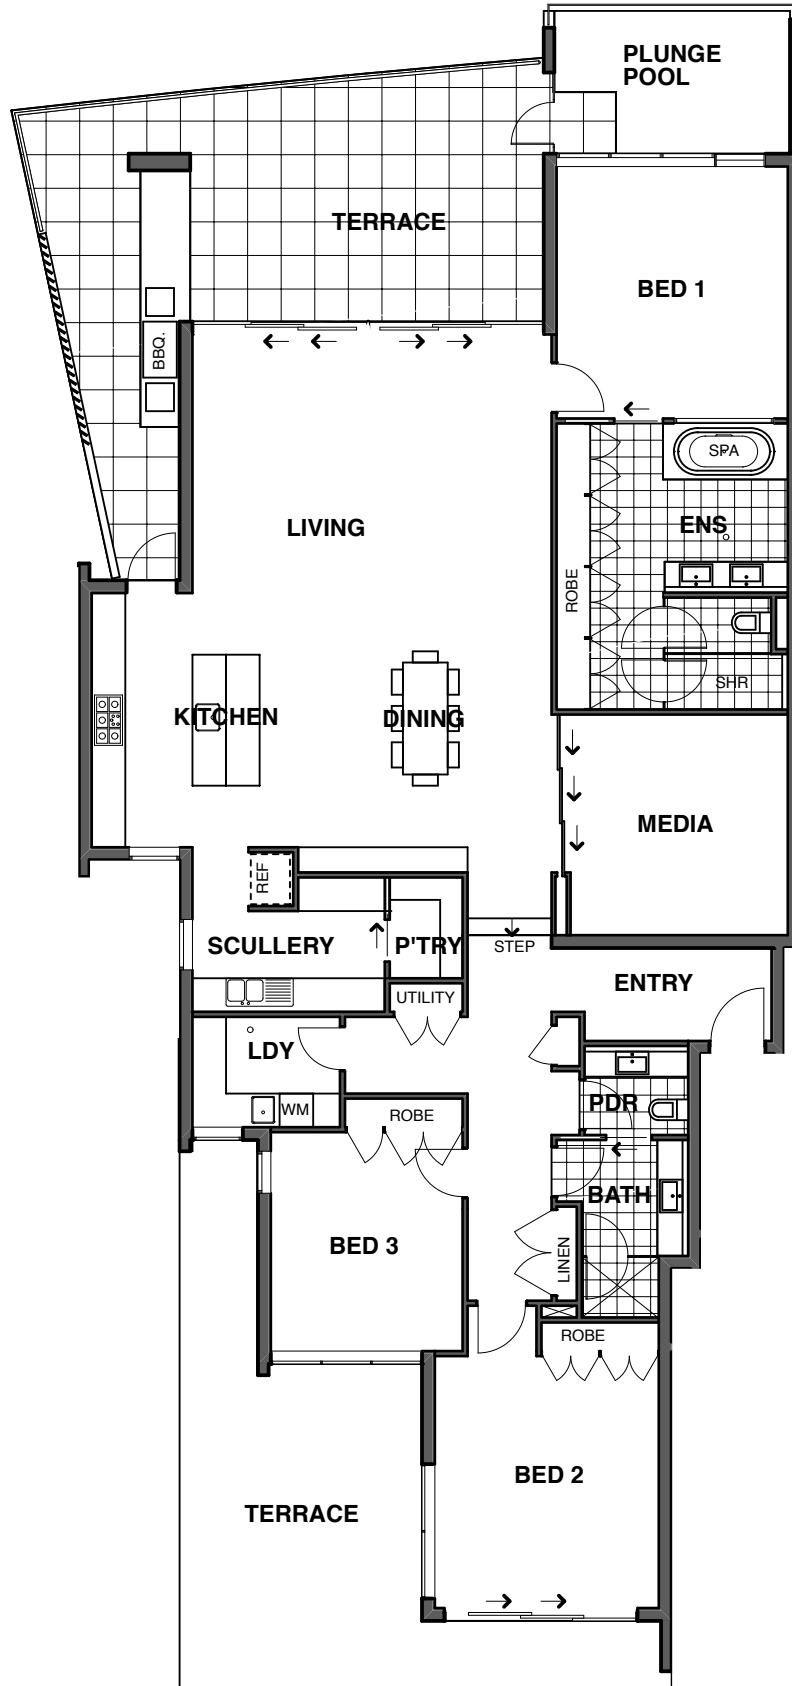 PLUNGE
POOL
TERRACE
BED 1
BBQ.
SPA
LIVING
ENS
ROBE
SHR
KITCHEN
DINING
MEDIA
REF
SCULLERY
P'TRY
STEP
ENTRY
UTILITY
LDY
WM
ROBE
PDR
BATH
BED 3
LINEN
ROBE
BED 2
TERRACE